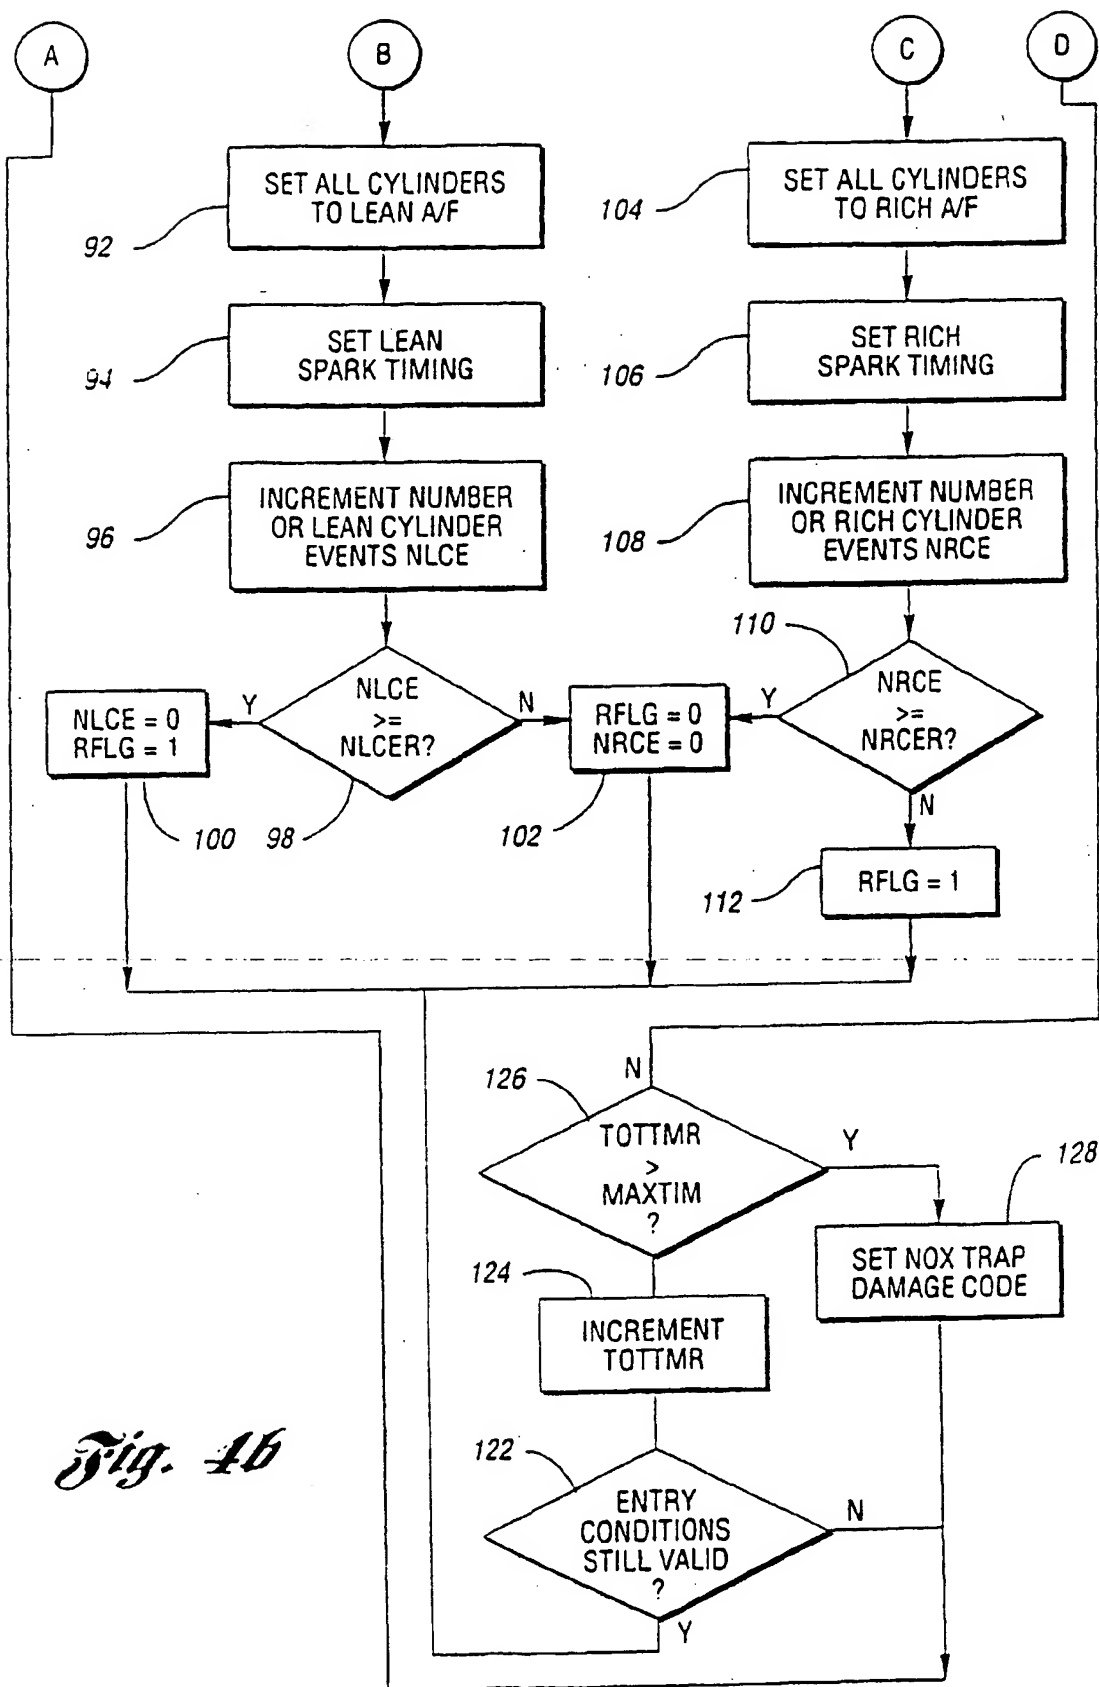 A
B
C
D
SET ALL CYLINDERS
TO LEAN A/F
92
SET ALL CYLINDERS
TO RICH A/F
104
SET LEAN
SPARK TIMING
94
SET RICH
SPARK TIMING
106
INCREMENT NUMBER
OR LEAN CYLINDER
EVENTS NLCE
96
INCREMENT NUMBER
OR RICH CYLINDER
EVENTS NRCE
108
110
NLCE = 0
RFLG = 1
Y
NLCE
>=
NLCER?
N
RFLG = 0
NRCE = 0
Y
NRCE
>=
NRCER?
N
100
98
102
RFLG = 1
112
N
126
TOTTMR
>
MAXTIM
?
Y
128
SET NOX TRAP
DAMAGE CODE
124
INCREMENT
TOTTMR
122
ENTRY
CONDITIONS
STILL VALID
?
N
Y
Fig. 4b